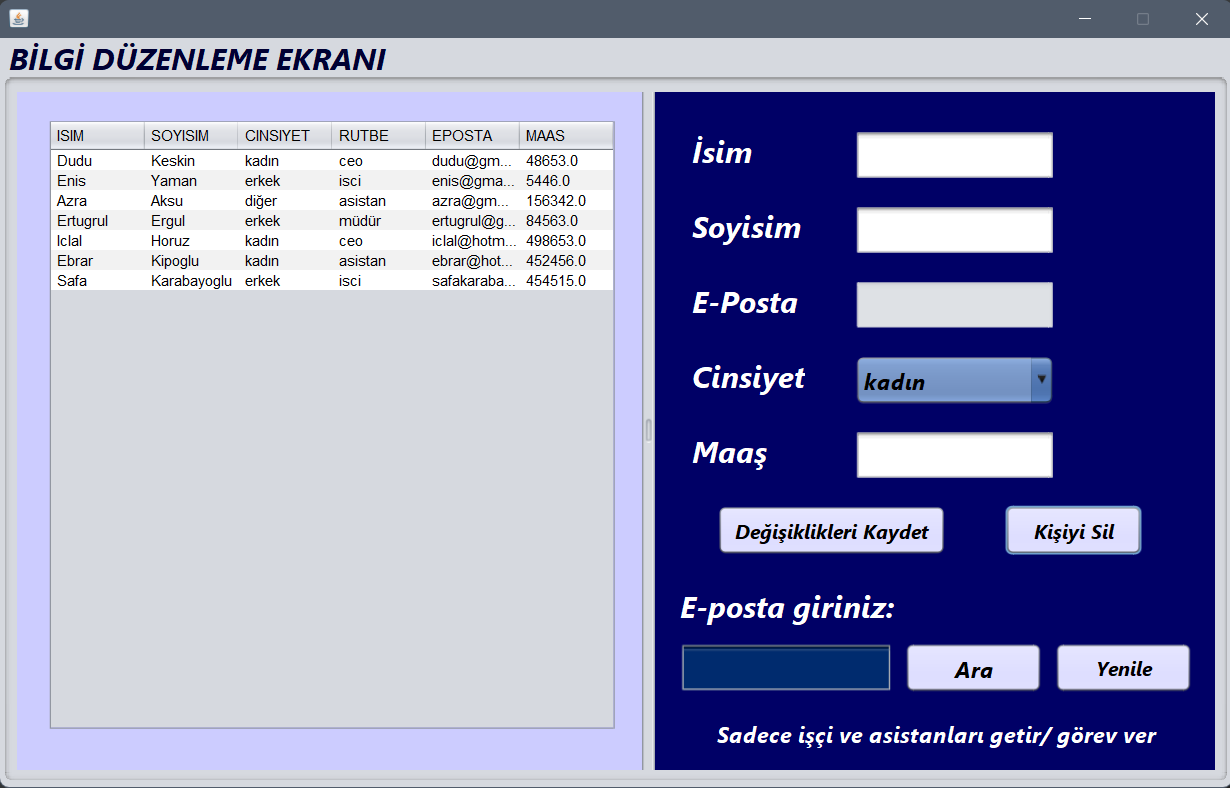 BİLGİ DÜZENLEME EKRANI
ISIM SOYISIM CINSIYET RUTBE EPOSTA MAAS
Dudu Keskin kadın ceo dudu@gm... 48653.0
Enis Yaman erkek isci enis@gma... 5446.0
Azra Aksu diğer asistan azra@gm... 156342.0
Ertugrul Ergul erkek müdür ertugrul@g... 84563.0
Iclal Horuz kadın ceo iclal@hotm... 498653.0
Ebrar Kipoglu kadın asistan ebrar@hot... 452456.0
Safa Karabayoglu erkek isci safakaraba... 454515.0
İsim
Soyisim
E-Posta
Cinsiyet kadın
Maaş
Değişiklikleri Kaydet Kişiyi Sil
E-posta giriniz:
Ara Yenile
Sadece işçi ve asistanları getir/ görev ver